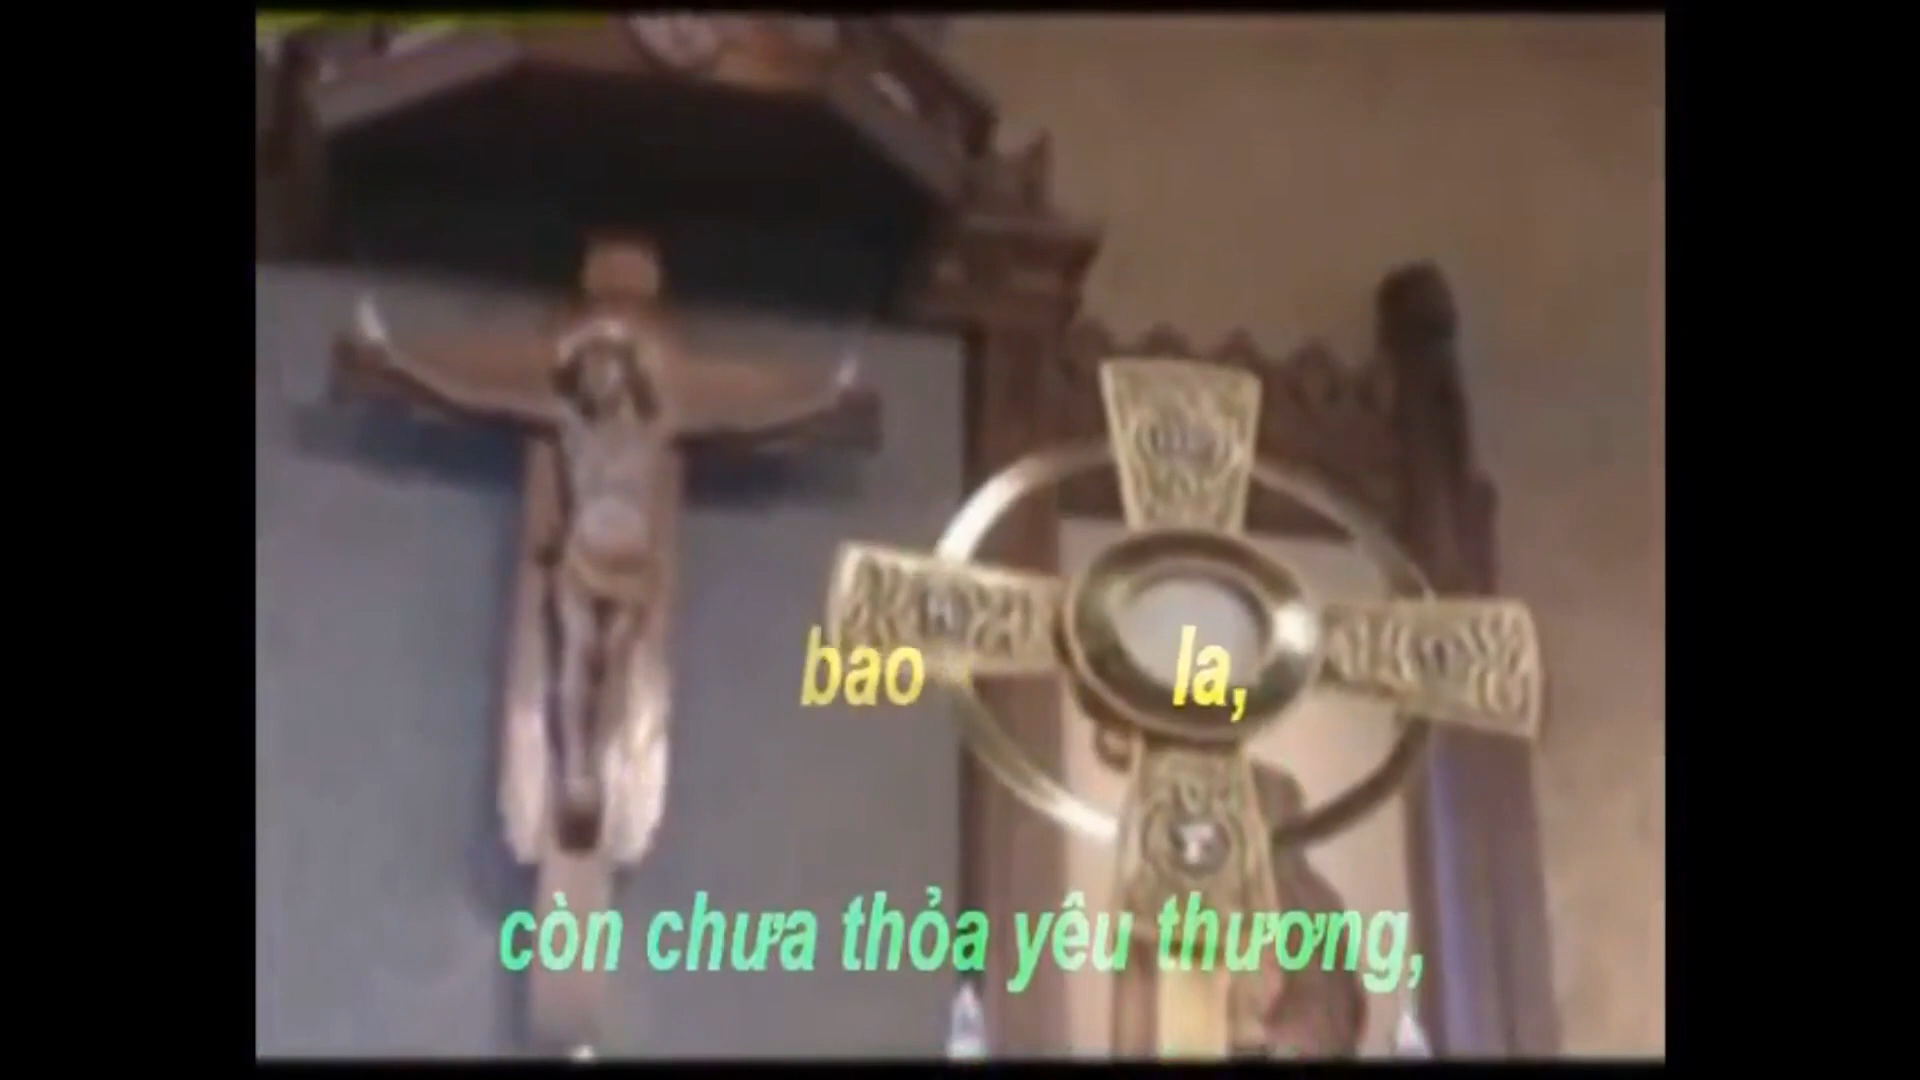 bao la,
còn chưa thỏa yêu thương,